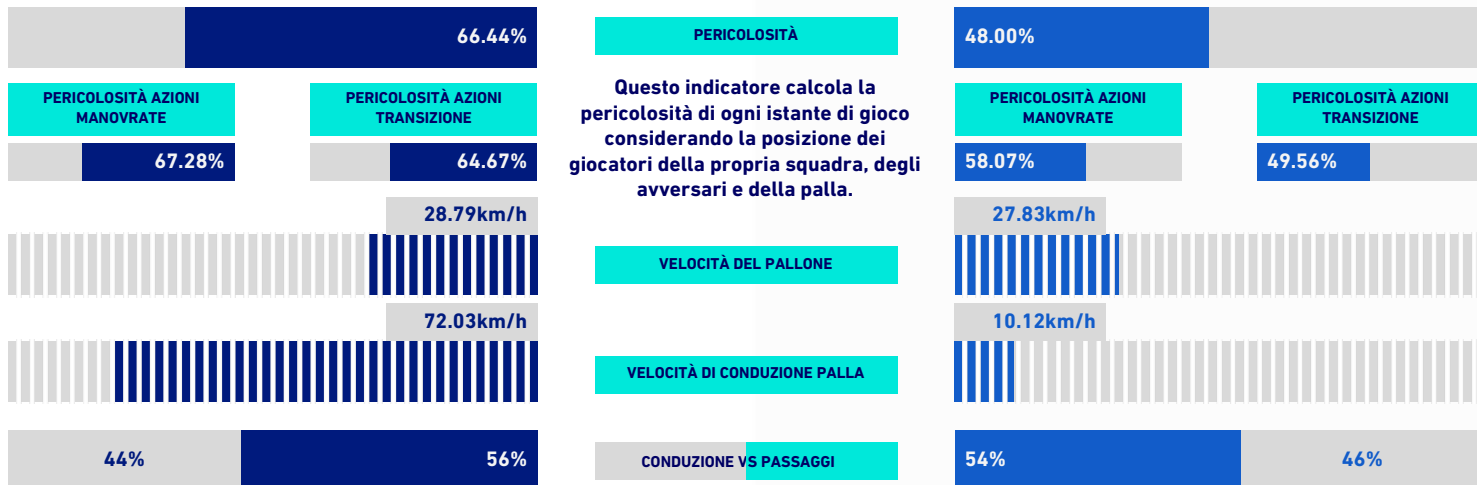 66.44%
PERICOLOSITÀ
48.00%
PERICOLOSITÀ AZIONI
MANOVRATE
PERICOLOSITÀ AZIONI
TRANSIZIONE
Questo indicatore calcola la
pericolosità di ogni istante di gioco
considerando la posizione dei
giocatori della propria squadra, degli
avversari e della palla.
PERICOLOSITÀ AZIONI
MANOVRATE
PERICOLOSITÀ AZIONI
TRANSIZIONE
67.28%
64.67%
58.07%
49.56%
28.79km/h
27.83km/h
VELOCITÀ DEL PALLONE
72.03km/h
10.12km/h
VELOCITÀ DI CONDUZIONE PALLA
44%
56%
CONDUZIONE VS PASSAGGI
54%
46%